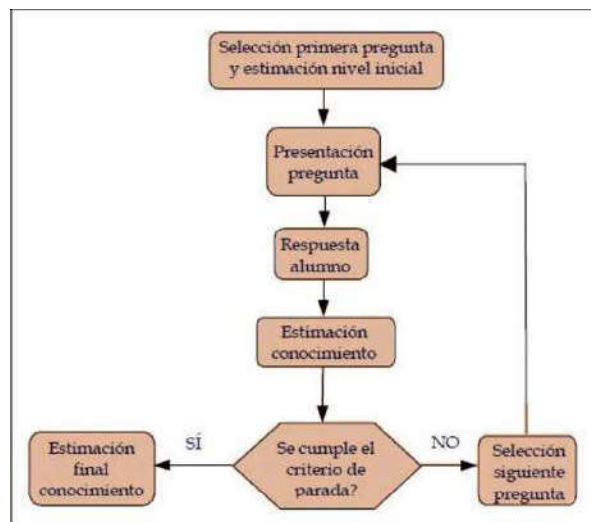 Selección primera pregunta
y estimación nivel inicial
Presentación
pregunta
Respuesta
alumno
Estimación
conocimiento
Se cumple el
criterio de
parada?
SÍ
Estimación
final
conocimiento
NO
Selección
siguiente
pregunta